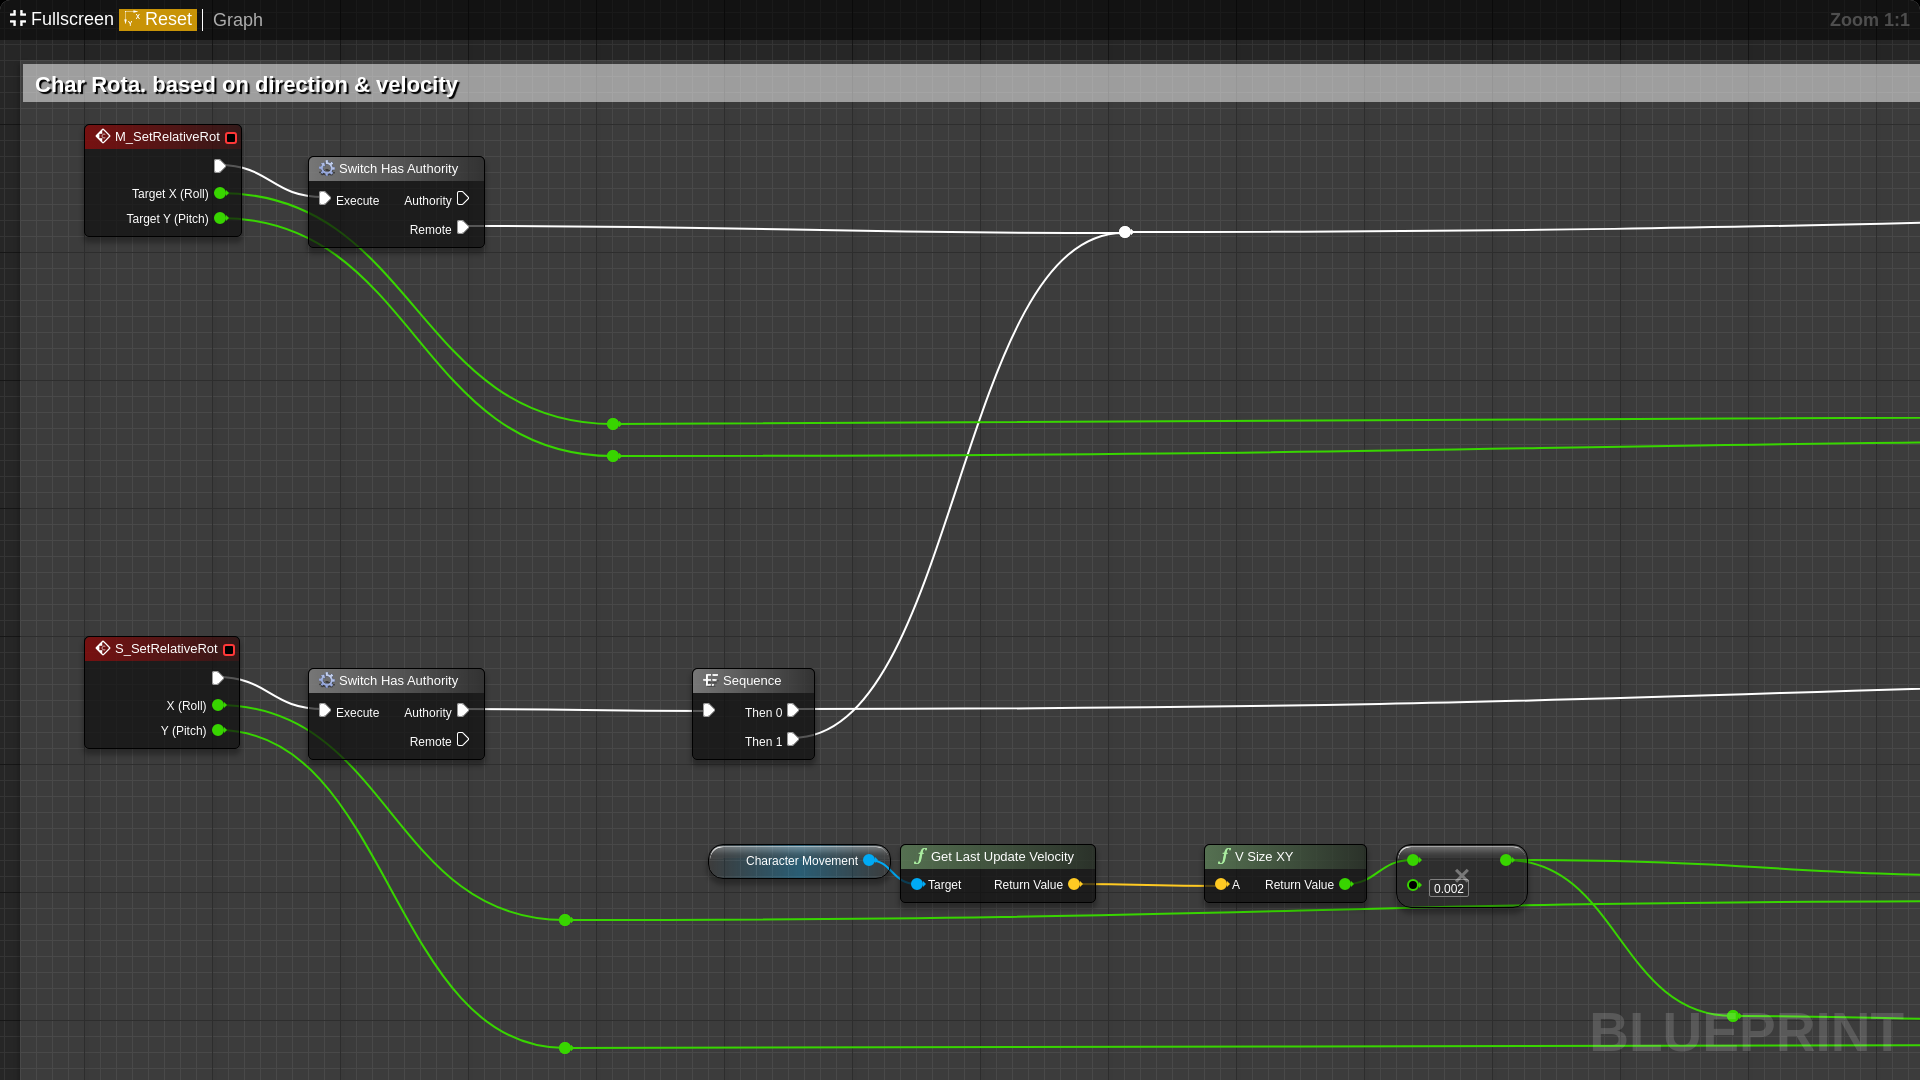 Fullscreen Reset Graph Zoom 1:1
Char Rota. based on direction & velocity
M_SetRelativeRot
Target X (Roll)
Target Y (Pitch)
Switch Has Authority
Execute Authority
Remote
S_SetRelativeRot
X (Roll)
Y (Pitch)
Switch Has Authority
Execute Authority
Remote
Sequence
Then 0
Then 1
Character Movement
Get Last Update Velocity
Target Return Value
V Size XY
A Return Value
0.002
BLUEPRINT